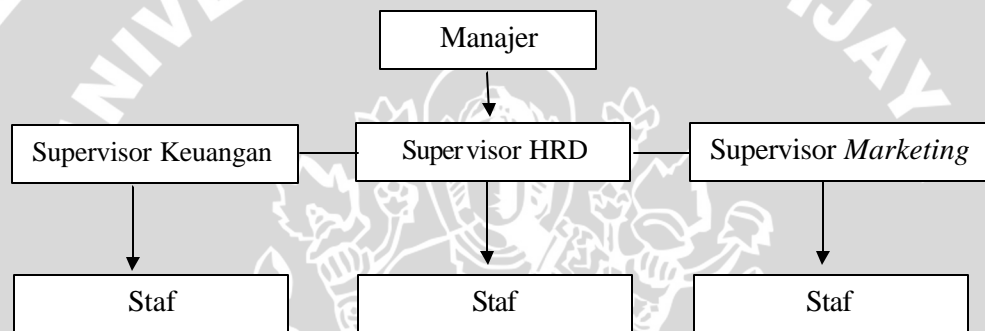 Manajer
Supervisor Keuangan
Supervisor HRD
Supervisor Marketing
Staf
Staf
Staf